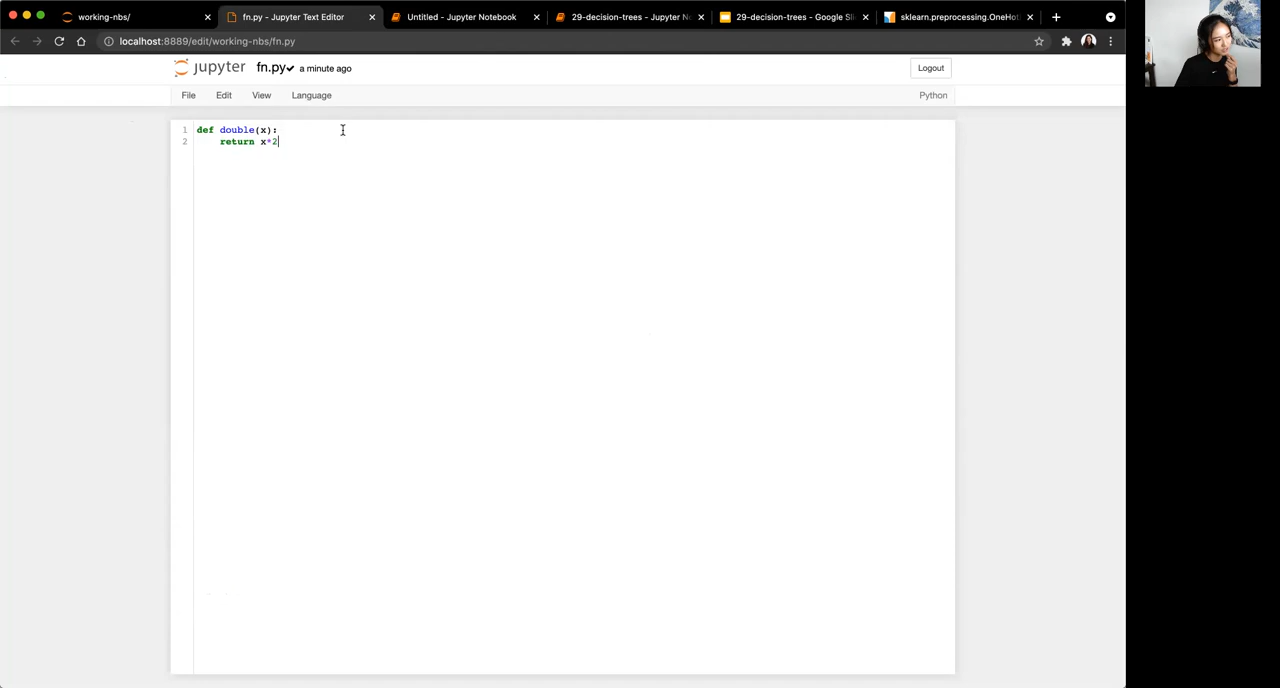 working-nbs/
fn.py - Jupyter Text Editor
Untitled - Jupyter Notebook
29-decision-trees - Jupyter N
29-decision-trees - Google Sli
sklearn.preprocessing.OneHot
localhost:8889/edit/working-nbs/fn.py
jupyter fn.py✔ a minute ago
Logout
File Edit View Language
Python
1 def double(x):
2     return x*2